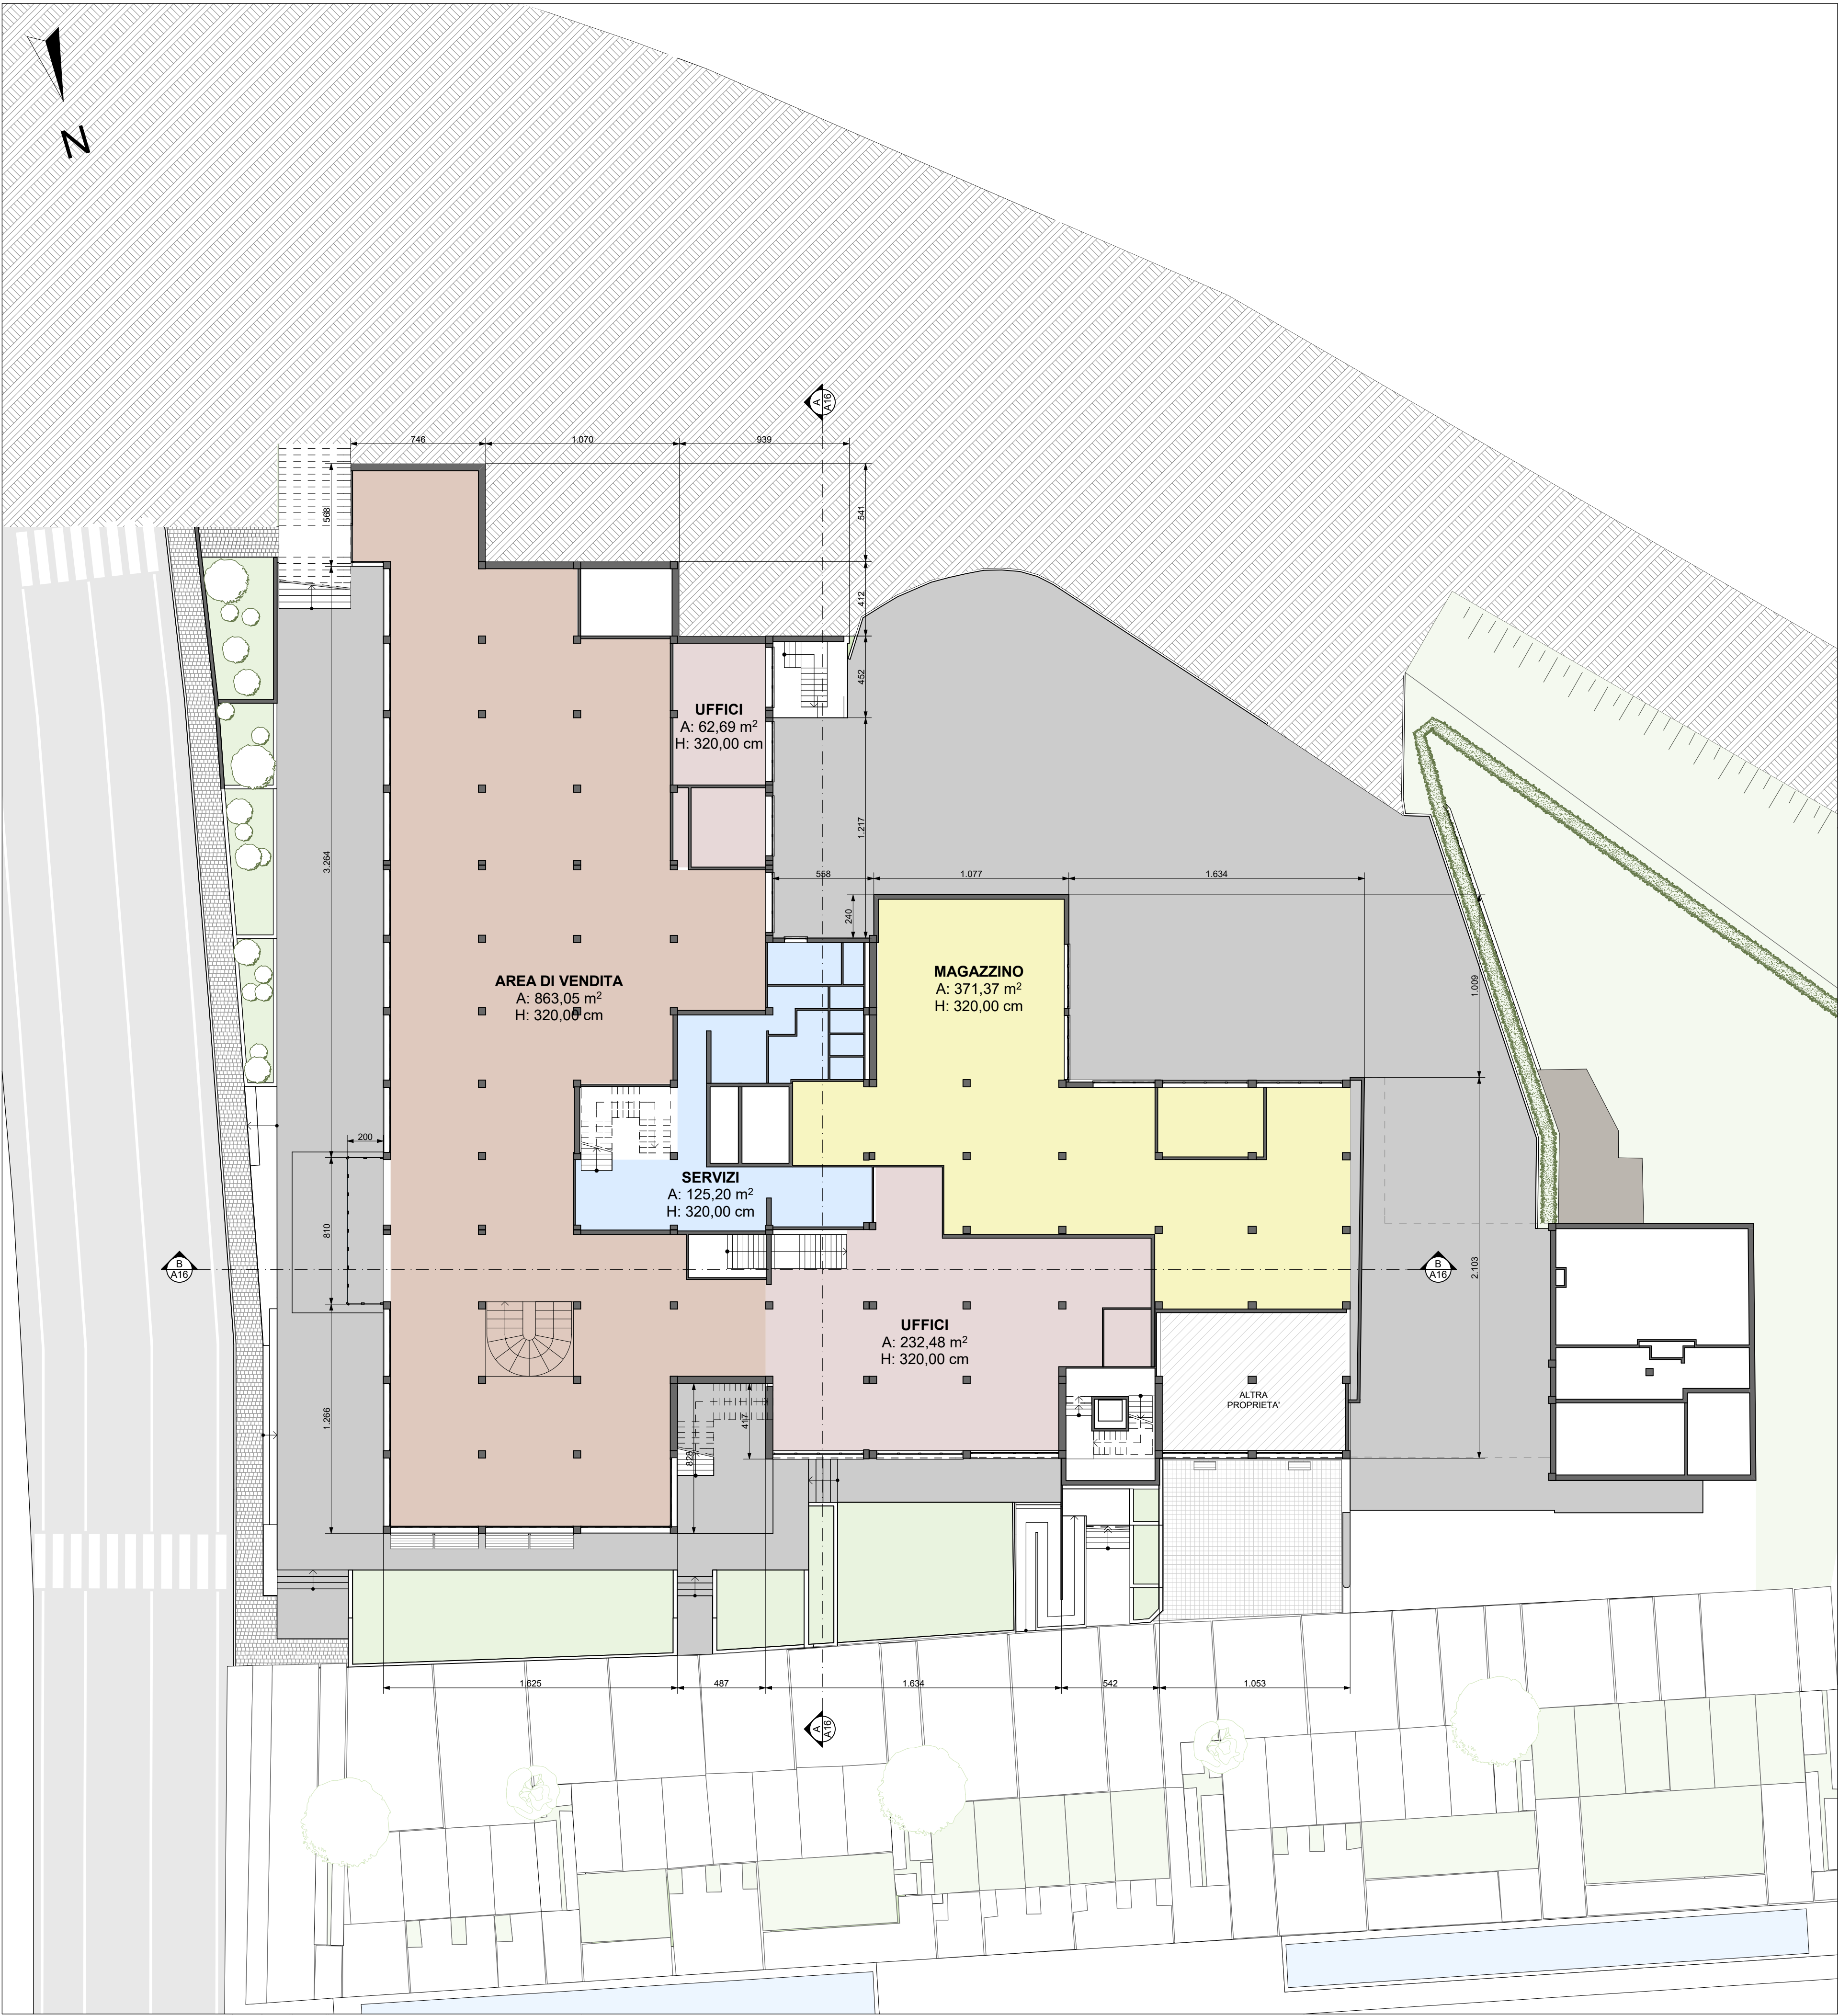 N
A
A16
746
1.070
939
568
541
412
452
UFFICI
A: 62,69 m²
H: 320,00 cm
3.264
1.217
558
1.077
1.634
240
AREA DI VENDITA
A: 863,05 m²
H: 320,00 cm
MAGAZZINO
A: 371,37 m²
H: 320,00 cm
1.009
200
SERVIZI
A: 125,20 m²
H: 320,00 cm
810
B
A16
B
A16
2.103
UFFICI
A: 232,48 m²
H: 320,00 cm
ALTRA
PROPRIETA'
1.266
417
828
1.625
487
1.634
542
1.053
A
A16